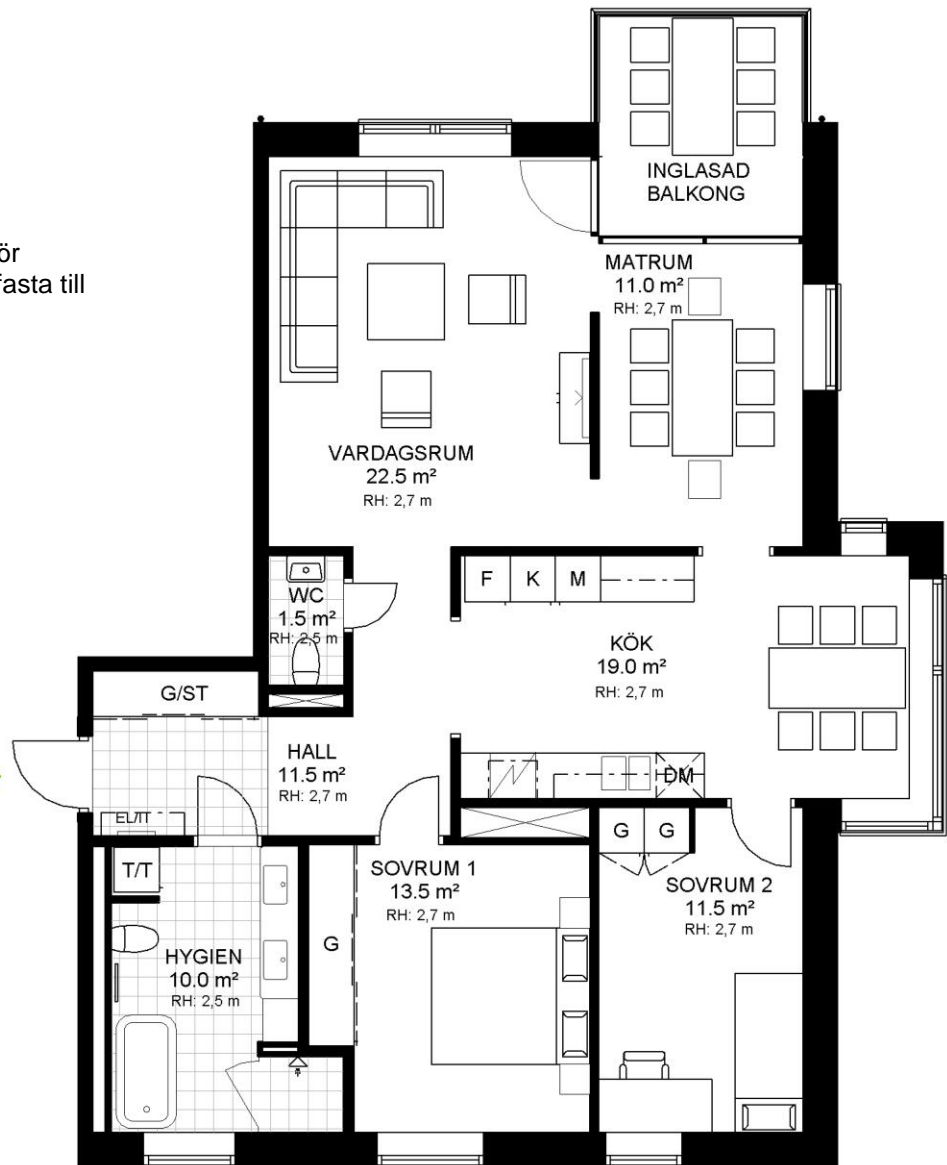 INGLASAD
BALKONG
ör
fasta till
MATRUM
11.0 m²
RH: 2,7 m
VARDAGSRUM
22.5 m²
RH: 2,7 m
F K M
WC
1.5 m²
RH: 2,5 m
KÖK
19.0 m²
RH: 2,7 m
G/ST
HALL
11.5 m²
RH: 2,7 m
DM
EL/IT
G G
T/T
SOVRUM 1
13.5 m²
RH: 2,7 m
SOVRUM 2
11.5 m²
RH: 2,7 m
G
HYGIEN
10.0 m²
RH: 2,5 m